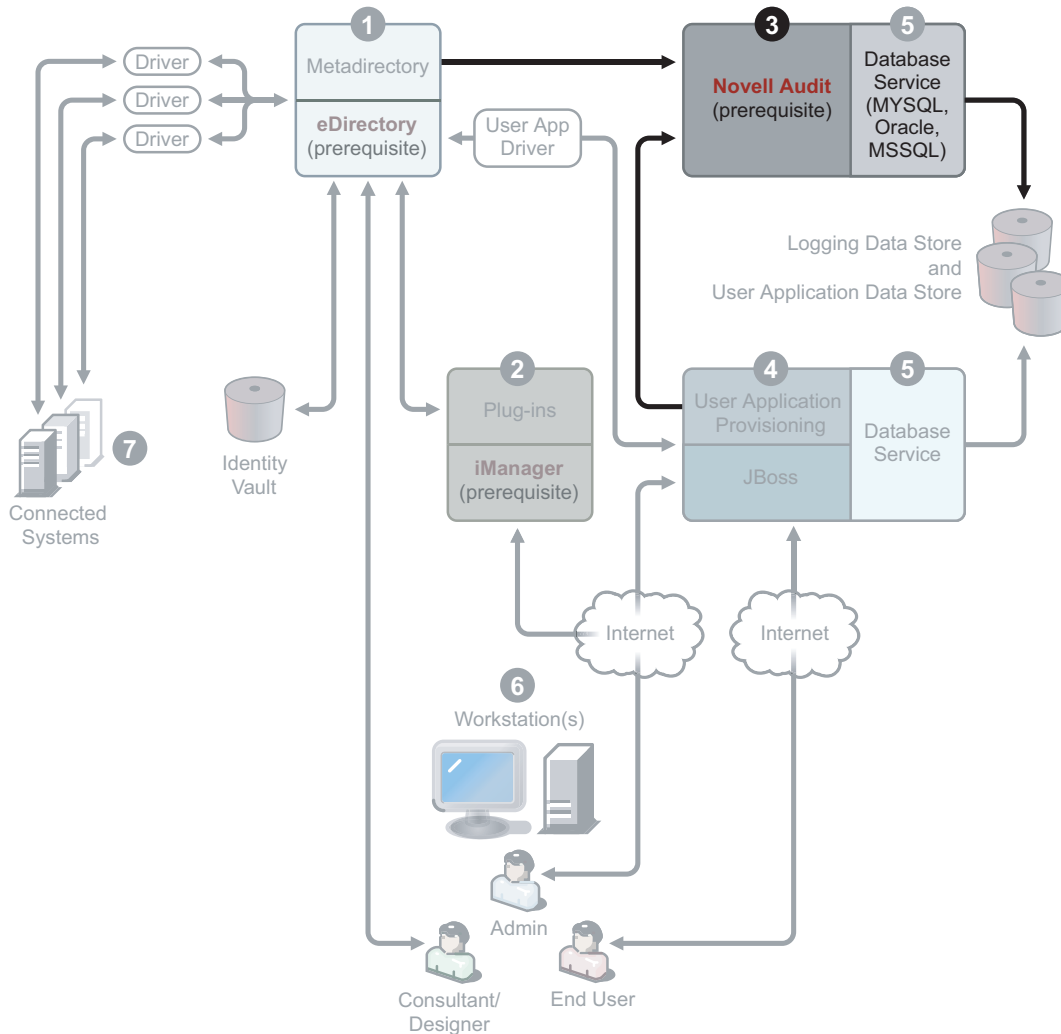 1
3
5
Driver
Driver
Driver
Metadirectory
eDirectory
(prerequisite)
User App
Driver
Novell Audit
(prerequisite)
Database
Service
(MYSQL,
Oracle,
MSSQL)
Logging Data Store
and
User Application Data Store
2
4
5
Plug-ins
iManager
(prerequisite)
User Application
Provisioning
JBoss
Database
Service
7
Connected
Systems
Identity
Vault
Internet
Internet
6
Workstation(s)
Admin
Consultant/
Designer
End User